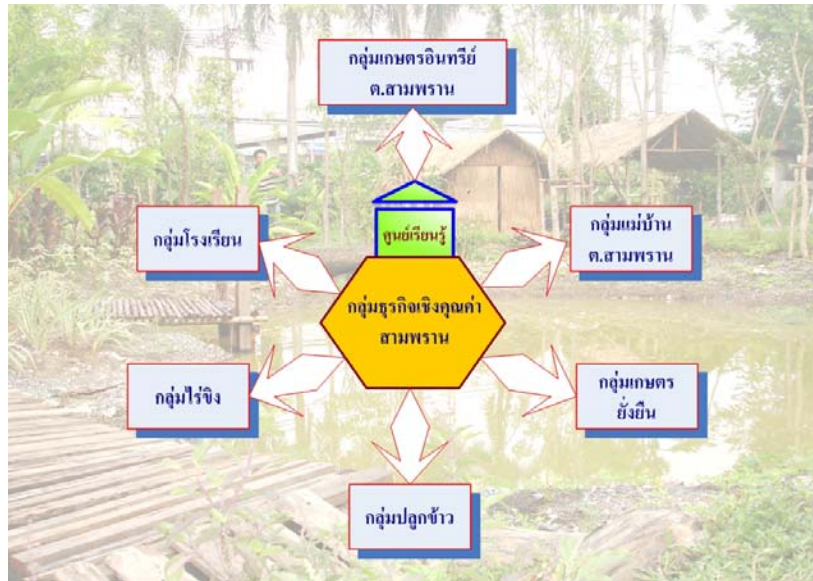 กลุ่มเกษตรอินทรีย์
ต.สามพราน
กลุ่มโรงเรียน
ศูนย์เรียนรู้
กลุ่มแม่บ้าน
ต.สามพราน
กลุ่มธุรกิจเชิงคุณค่า
สามพราน
กลุ่มไร่ขิง
กลุ่มเกษตร
ยั่งยืน
กลุ่มปลูกข้าว